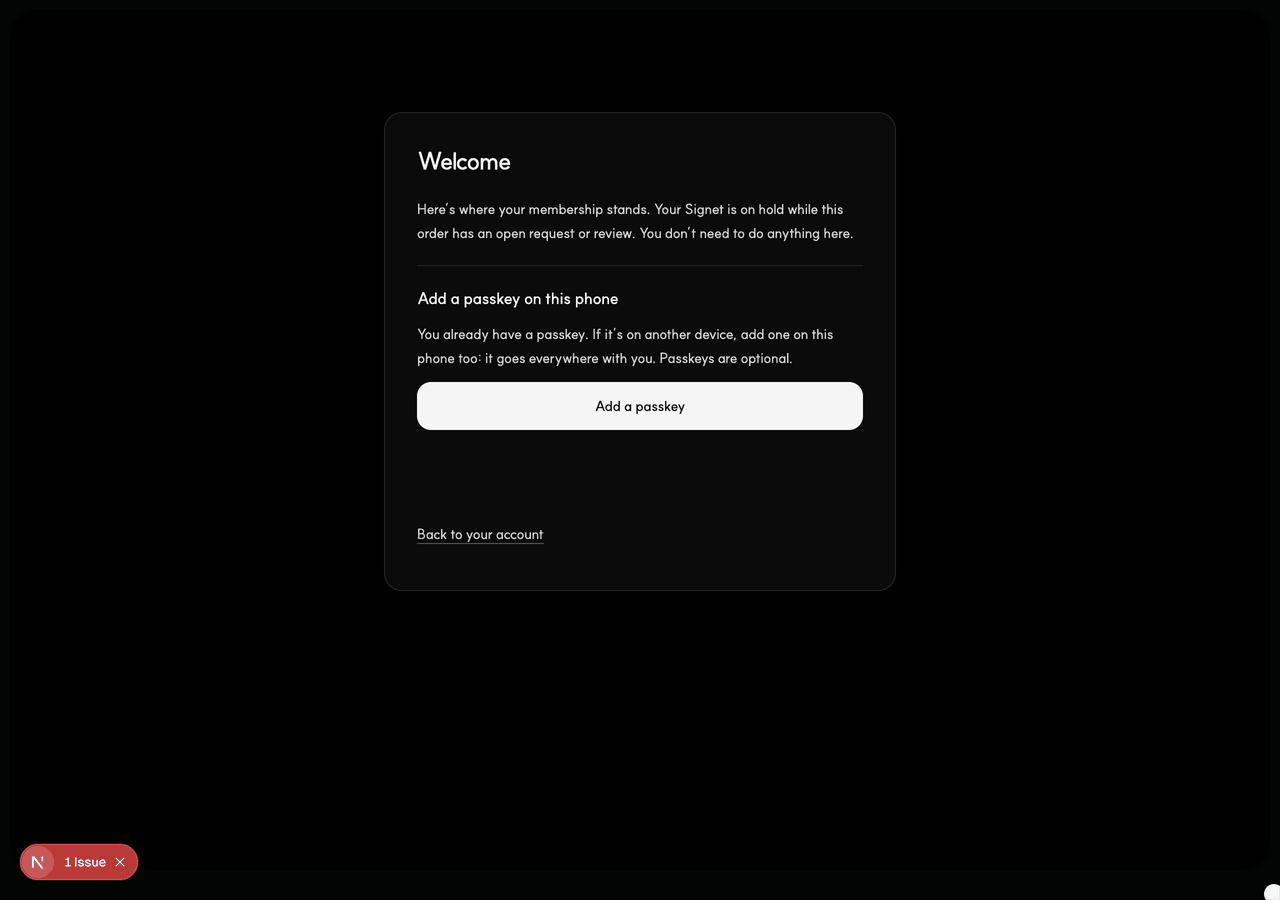 Welcome
Here's where your membership stands. Your Signet is on hold while this
order has an open request or review. You don't need to do anything here.
Add a passkey on this phone
You already have a passkey. If it's on another device, add one on this
phone too: it goes everywhere with you. Passkeys are optional.
Add a passkey
Back to your account
N 1 Issue